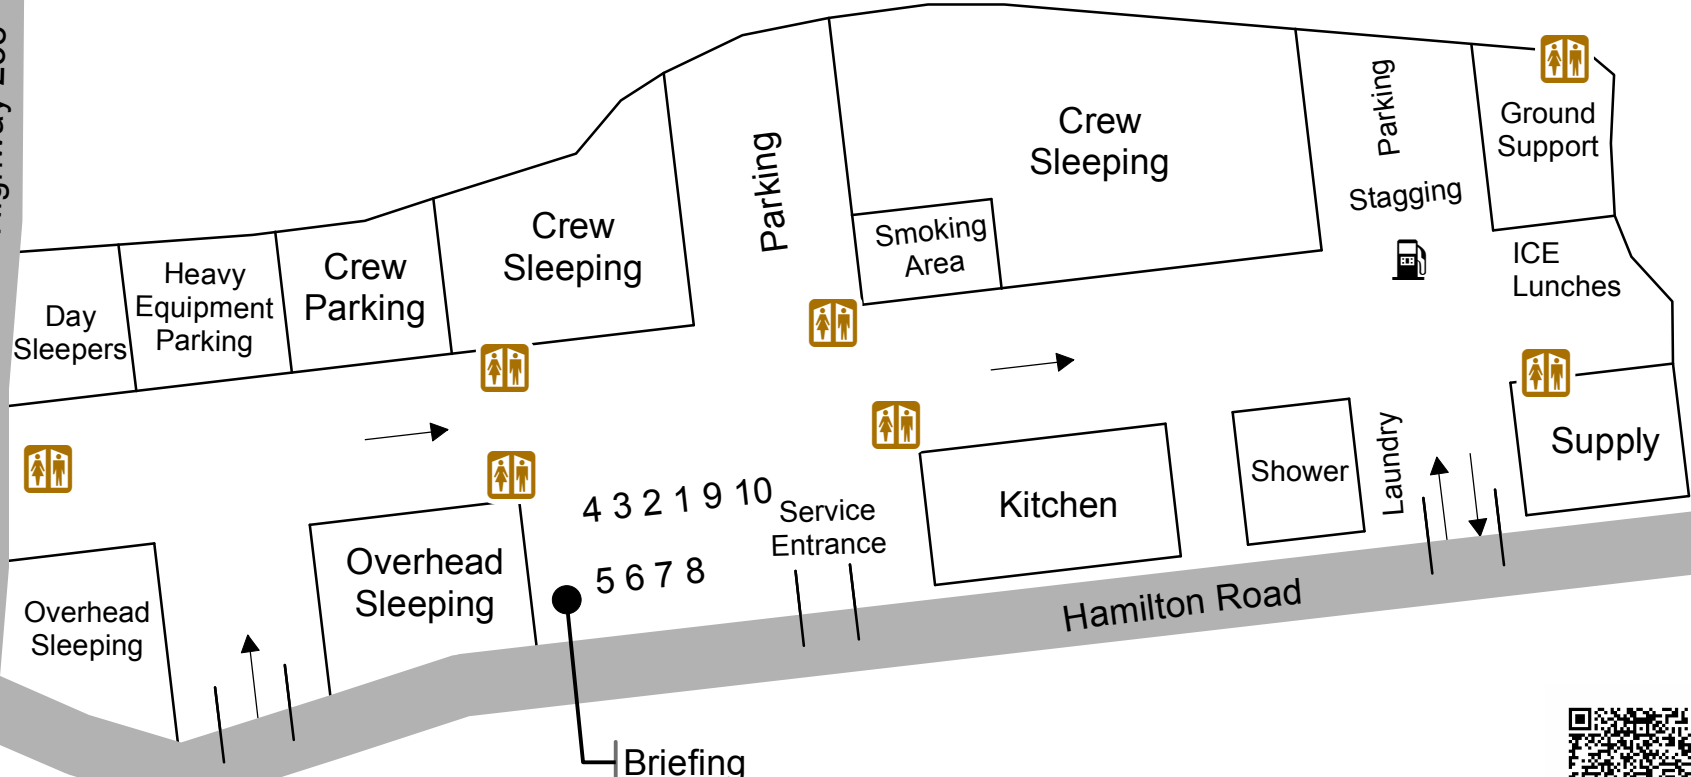 Parking
Crew
Sleeping
Parking
Ground
Support
Stagging
Smoking
Area
Crew
Sleeping
ICE
Lunches
Crew
Parking
Heavy
Equipment
Parking
Day
Sleepers
Laundry
Supply
Shower
Kitchen
4 3 2 1 9 10
Service
Entrance
5 6 7 8
Overhead
Sleeping
Overhead
Sleeping
Hamilton Road
Briefing